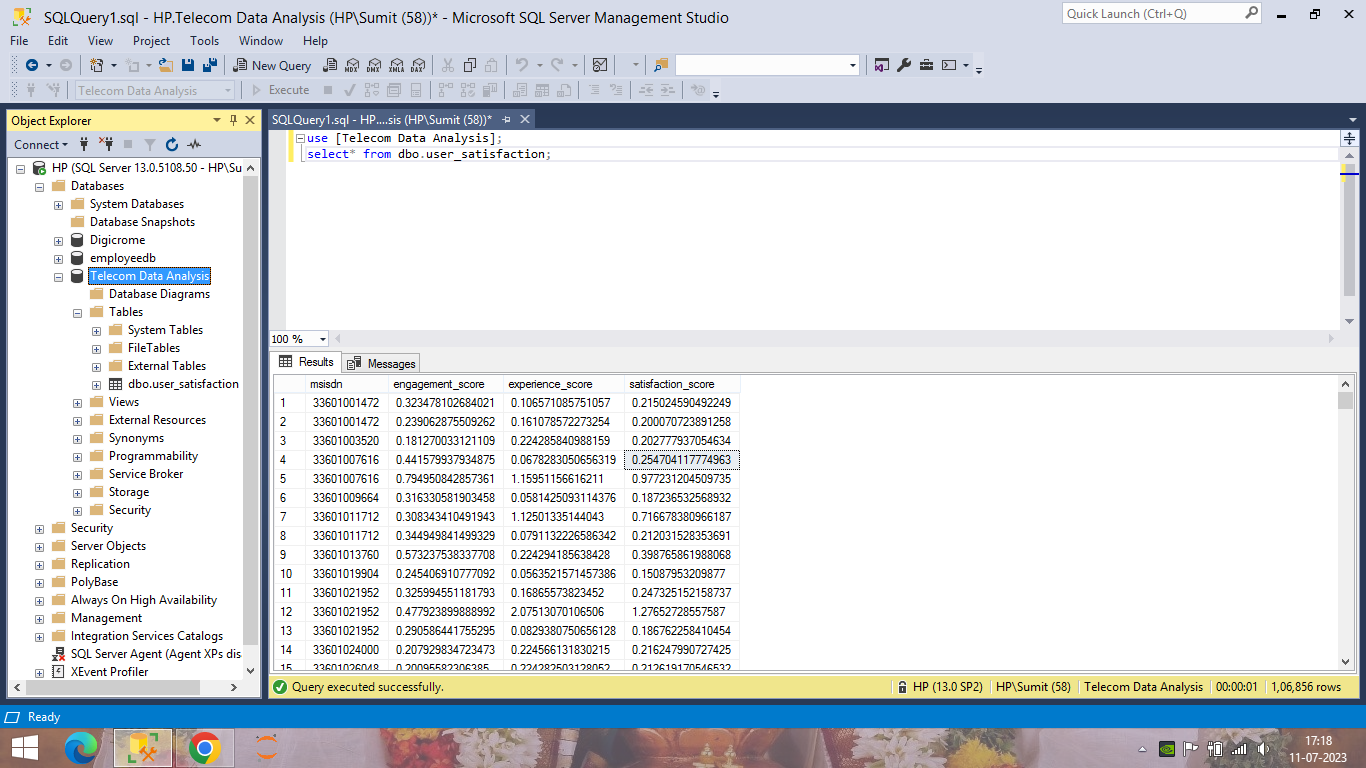 SQLQuery1.sql - HP.Telecom Data Analysis (HP\Sumit (58))* - Microsoft SQL Server Management Studio
Quick Launch (Ctrl+Q)
File Edit View Project Tools Window Help
New Query MDX DMX XMLA DAX
Telecom Data Analysis Execute
Object Explorer
Connect
HP (SQL Server 13.0.5108.50 - HP\Su
Databases
System Databases
Database Snapshots
Digicrome
employeedb
Telecom Data Analysis
Database Diagrams
Tables
System Tables
FileTables
External Tables
dbo.user_satisfaction
Views
External Resources
Synonyms
Programmability
Service Broker
Storage
Security
Security
Server Objects
Replication
PolyBase
Always On High Availability
Management
Integration Services Catalogs
SQL Server Agent (Agent XPs dis
XEvent Profiler
SQLQuery1.sql - HP....sis (HP\Sumit (58))*
use [Telecom Data Analysis];
select* from dbo.user_satisfaction;
100 %
Results Messages
msisdn engagement_score experience_score satisfaction_score
1 33601001472 0.323478102684021 0.106571085751057 0.215024590492249
2 33601001472 0.239062875509262 0.161078572273254 0.200070723891258
3 33601003520 0.181270033121109 0.224285840988159 0.202777937054634
4 33601007616 0.441579937934875 0.0678283050656319 0.254704117774963
5 33601007616 0.794950842857361 1.15951156616211 0.977231204509735
6 33601009664 0.316330581903458 0.0581425093114376 0.187236532568932
7 33601011712 0.308343410491943 1.12501335144043 0.716678380966187
8 33601011712 0.344949841499329 0.0791132226586342 0.212031528353691
9 33601013760 0.573237538337708 0.224294185638428 0.398765861988068
10 33601019904 0.245406910777092 0.0563521571457386 0.15087953209877
11 33601021952 0.325994551181793 0.16865573823452 0.247325152158737
12 33601021952 0.477923899888992 2.07513070106506 1.27652728557587
13 33601021952 0.290586441755295 0.0829380750656128 0.186762258410454
14 33601024000 0.207929834723473 0.224566131830215 0.216247990727425
15 33601026048 0.20095582306385 0.224282503128052 0.212619170546532
Query executed successfully. HP (13.0 SP2) HP\Sumit (58) Telecom Data Analysis 00:00:01 1,06,856 rows
Ready
17:18
11-07-2023